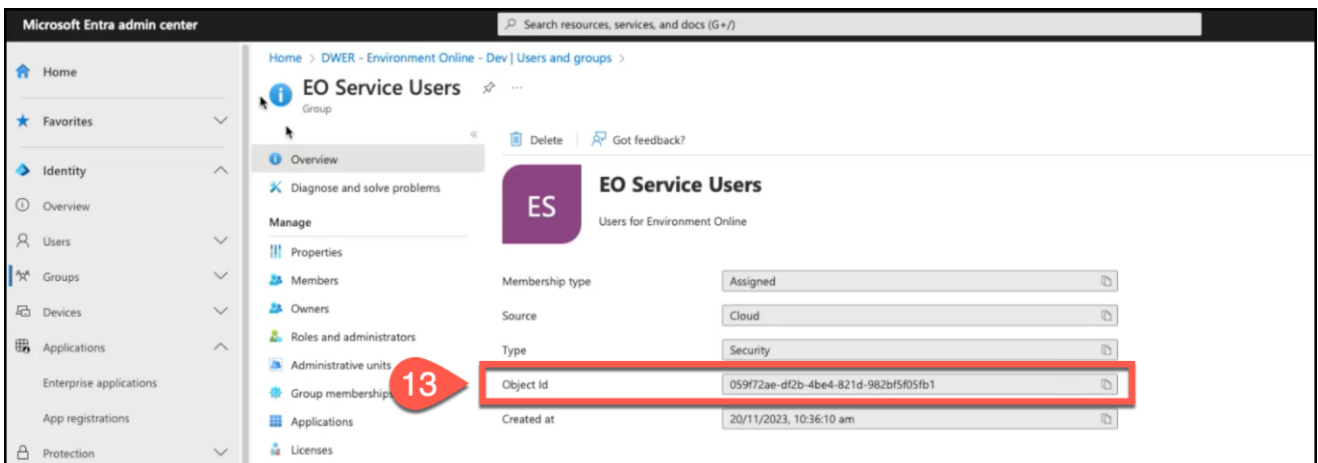 Microsoft Entra admin center
Search resources, services, and docs (G+/)
Home
Favorites
Identity
Overview
Users
Groups
Devices
Applications
Enterprise applications
App registrations
Protection
Home > DWER - Environment Online - Dev | Users and groups >
EO Service Users
Group
Overview
Diagnose and solve problems
Manage
Properties
Members
Owners
Roles and administrators
Administrative units
Group memberships
Applications
Licenses
13
Delete
Got feedback?
ES
EO Service Users
Users for Environment Online
Membership type Assigned
Source Cloud
Type Security
Object Id 059f72ae-df2b-4be4-821d-982bf5f05fb1
Created at 20/11/2023, 10:36:10 am